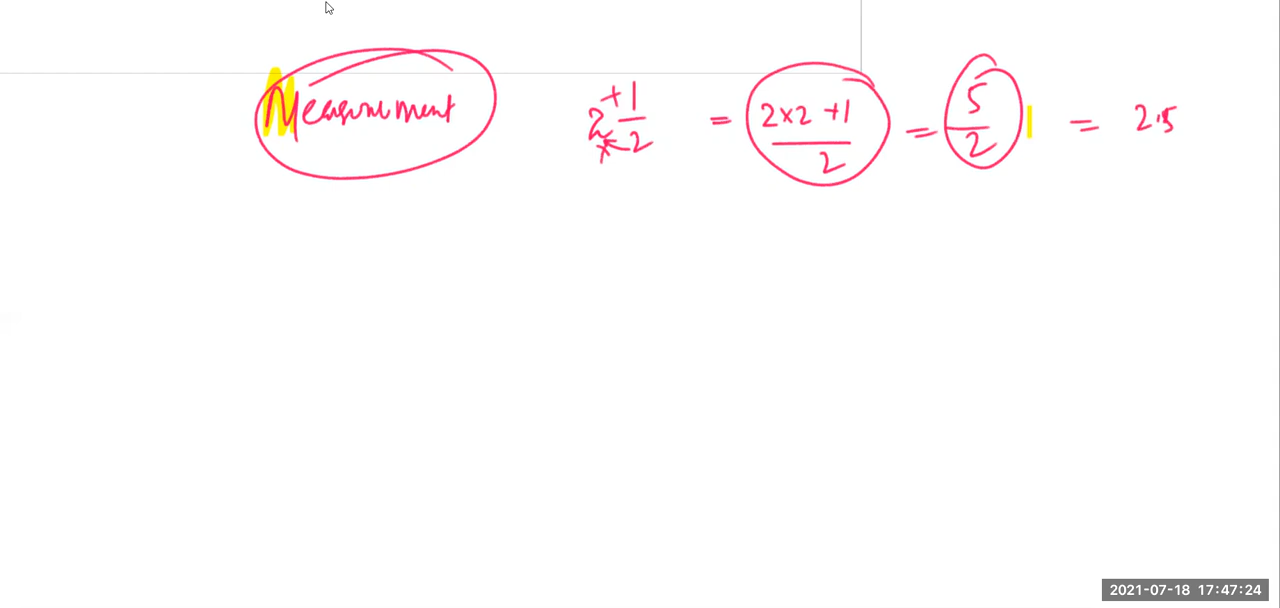 Measurement
2 +1/×2 = (2×2+1)/2 = 5/2 = 2.5
2021-07-18 17:47:24